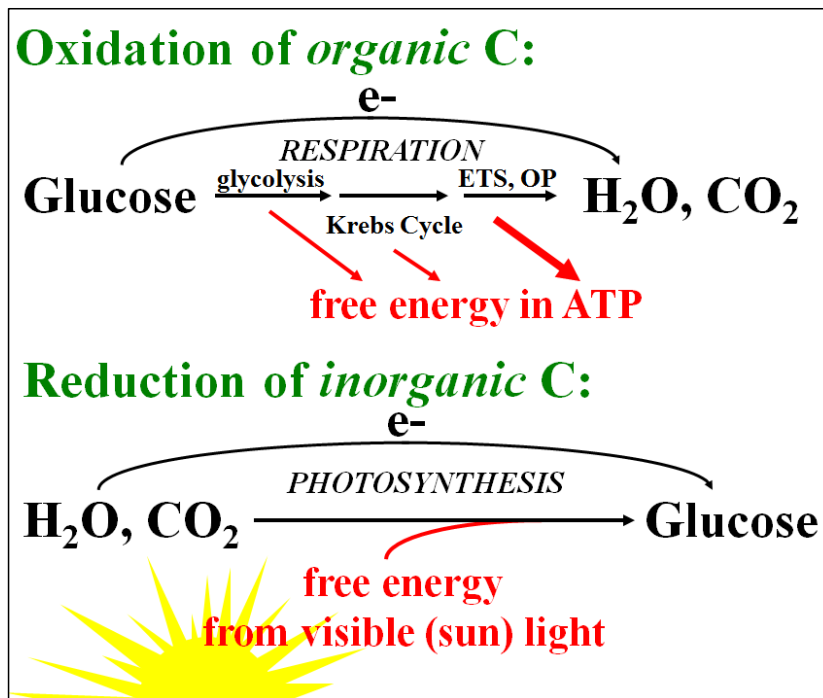 Oxidation of organic C:
e-
RESPIRATION
glycolysis
ETS, OP
Glucose
H₂O, CO₂
Krebs Cycle
free energy in ATP
Reduction of inorganic C:
e-
PHOTOSYNTHESIS
H₂O, CO₂
Glucose
free energy
from visible (sun) light